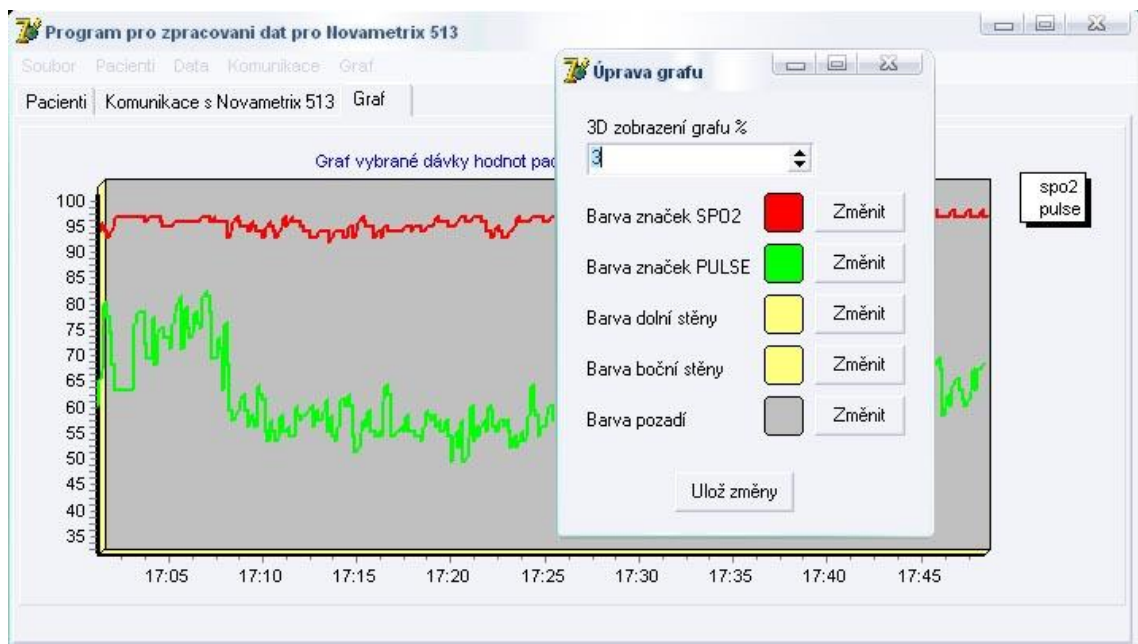 Program pro zpracovani dat pro Novametrix 513
Soubor Pacienti Data Komunikace Graf
Pacienti Komunikace s Novametrix 513 Graf
Graf vybrané dávky hodnot
spo2
pulse
100
95
90
85
80
75
70
65
60
55
50
45
40
35
17:05 17:10 17:15 17:20 17:25 17:30 17:35 17:40 17:45
Úprava grafu
3D zobrazení grafu %
3
Barva značek SPO2 Změnit
Barva značek PULSE Změnit
Barva dolní stěny Změnit
Barva boční stěny Změnit
Barva pozadí Změnit
Ulož změny